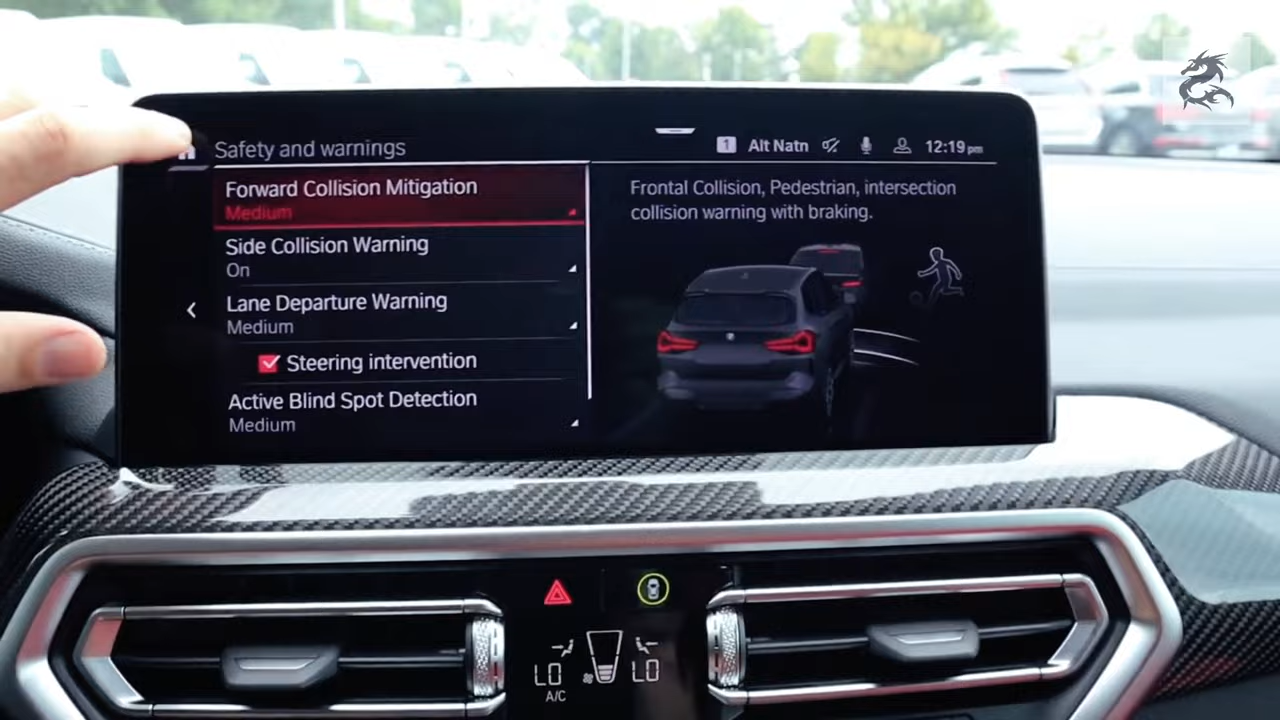 Safety and warnings
1 Alt Natn 12:19 pm
Forward Collision Mitigation
Medium
Side Collision Warning
On
Lane Departure Warning
Medium
Steering intervention
Active Blind Spot Detection
Medium
Frontal Collision, Pedestrian, intersection
collision warning with braking.
LO LO
A/C